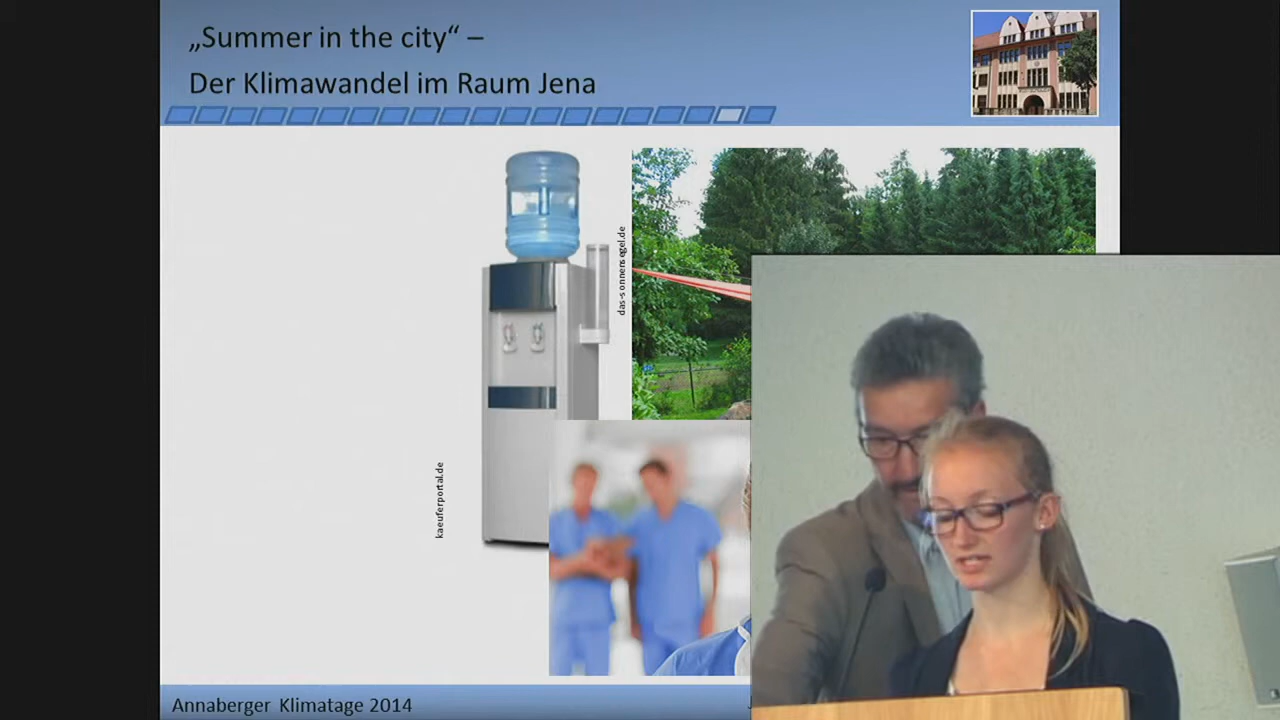 „Summer in the city“ –
Der Klimawandel im Raum Jena
das-sonnensegel.de
kaeuferportal.de
Annaberger Klimatage 2014